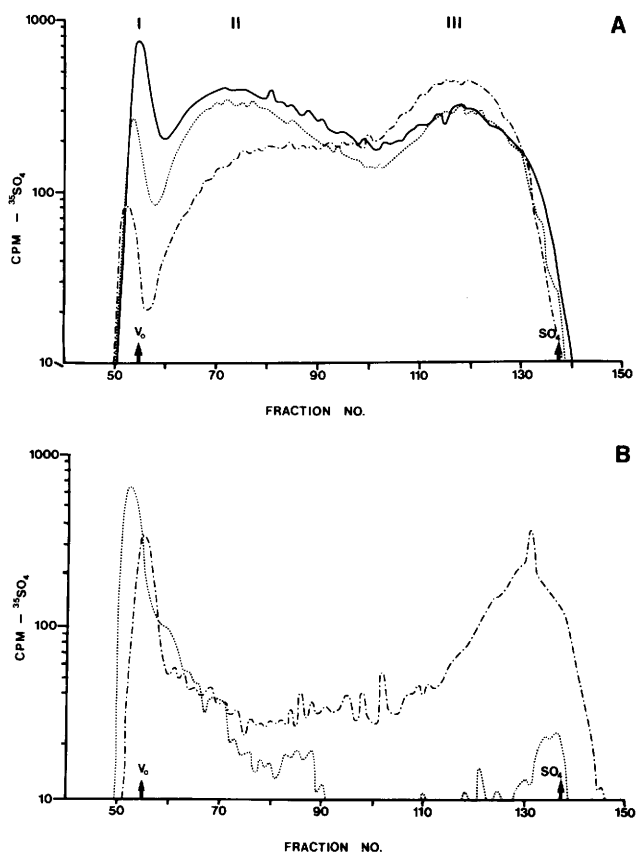 I II III A
1000
100
10
CPM – ³⁵SO₄
V₀ SO₄
50 70 90 110 130 150
FRACTION NO.
B
1000
100
10
CPM – ³⁵SO₄
V₀ SO₄
50 70 90 110 130 150
FRACTION NO.